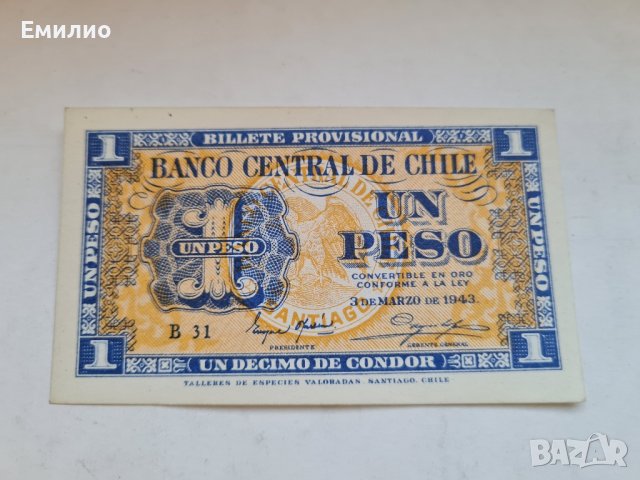 Емилио
1 BILLETE PROVISIONAL 1
BANCO CENTRAL DE CHILE
UN PESO
UN PESO
UN
PESO
UN PESO
CONVERTIBLE EN ORO
CONFORME A LA LEY
3 DE MARZO DE 1943.
SANTIAGO
B 31
PRESIDENTE
GERENTE GENERAL
1 UN DECIMO DE CONDOR 1
TALLERES DE ESPECIES VALORADAS. SANTIAGO. CHILE
BAZAR